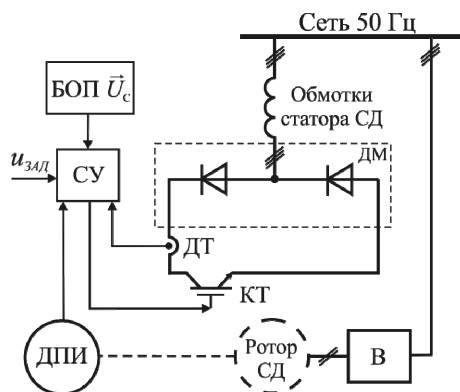 Сеть 50 Гц
БОП U⃗с
Обмотки
статора СД
ДМ
uЗАД
СУ
ДТ
КТ
ДПИ
Ротор
СД
В